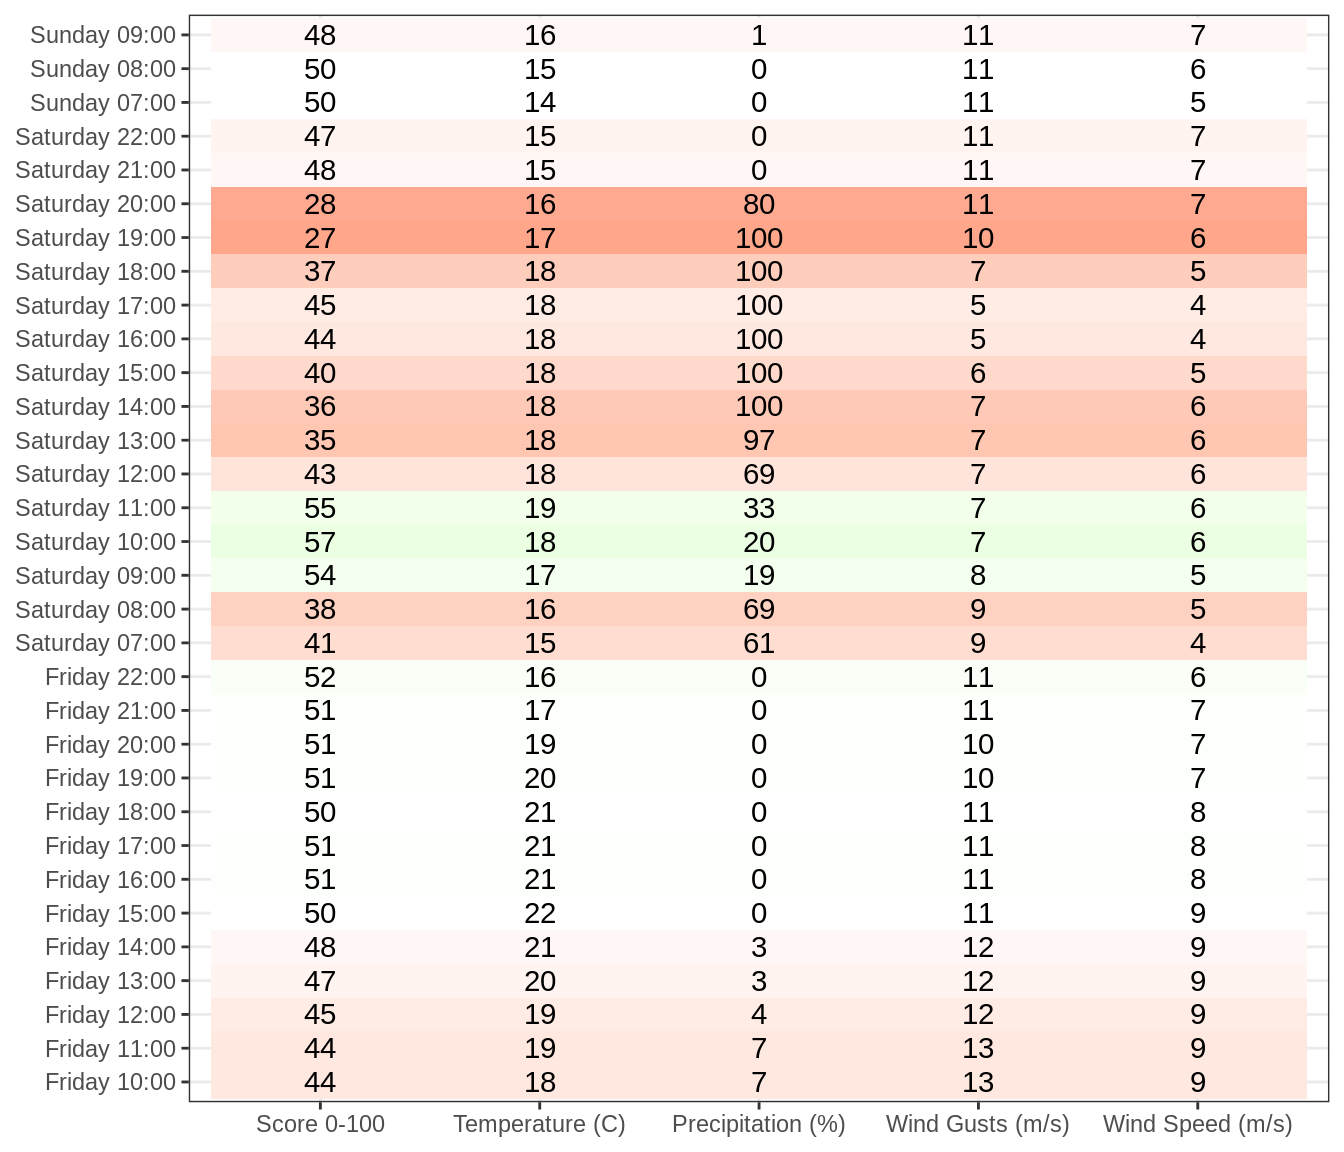 Sunday 09:00 48 16 1 11 7
Sunday 08:00 50 15 0 11 6
Sunday 07:00 50 14 0 11 5
Saturday 22:00 47 15 0 11 7
Saturday 21:00 48 15 0 11 7
Saturday 20:00 28 16 80 11 7
Saturday 19:00 27 17 100 10 6
Saturday 18:00 37 18 100 7 5
Saturday 17:00 45 18 100 5 4
Saturday 16:00 44 18 100 5 4
Saturday 15:00 40 18 100 6 5
Saturday 14:00 36 18 100 7 6
Saturday 13:00 35 18 97 7 6
Saturday 12:00 43 18 69 7 6
Saturday 11:00 55 19 33 7 6
Saturday 10:00 57 18 20 7 6
Saturday 09:00 54 17 19 8 5
Saturday 08:00 38 16 69 9 5
Saturday 07:00 41 15 61 9 4
Friday 22:00 52 16 0 11 6
Friday 21:00 51 17 0 11 7
Friday 20:00 51 19 0 10 7
Friday 19:00 51 20 0 10 7
Friday 18:00 50 21 0 11 8
Friday 17:00 51 21 0 11 8
Friday 16:00 51 21 0 11 8
Friday 15:00 50 22 0 11 9
Friday 14:00 48 21 3 12 9
Friday 13:00 47 20 3 12 9
Friday 12:00 45 19 4 12 9
Friday 11:00 44 19 7 13 9
Friday 10:00 44 18 7 13 9
Score 0-100 Temperature (C) Precipitation (%) Wind Gusts (m/s) Wind Speed (m/s)